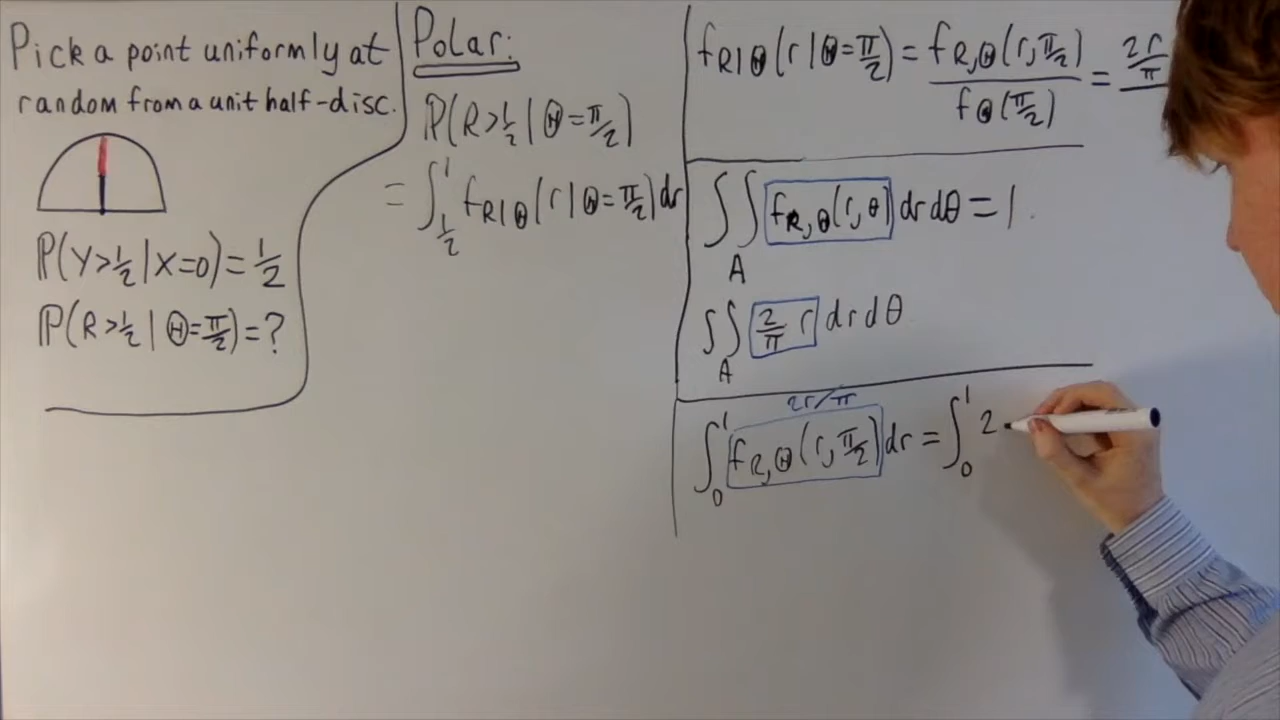 Pick a point uniformly at
random from a unit half-disc.
ℙ(Y>1/2 | X=0) = 1/2
ℙ(R>1/2 | Θ=π/2) = ?
Polar:
ℙ(R>1/2 | Θ=π/2)
= ∫_{1/2}^1 f_{R|Θ}(r | Θ=π/2) dr
f_{R|Θ}(r | Θ=π/2) = f_{R,Θ}(r, π/2) / f_Θ(π/2) = 2r/π
∫∫_A f_{R,Θ}(r, θ) dr dθ = 1.
∫∫_A 2/π r dr dθ
2r/π
∫_0^1 f_{R,Θ}(r, π/2) dr = ∫_0^1 2